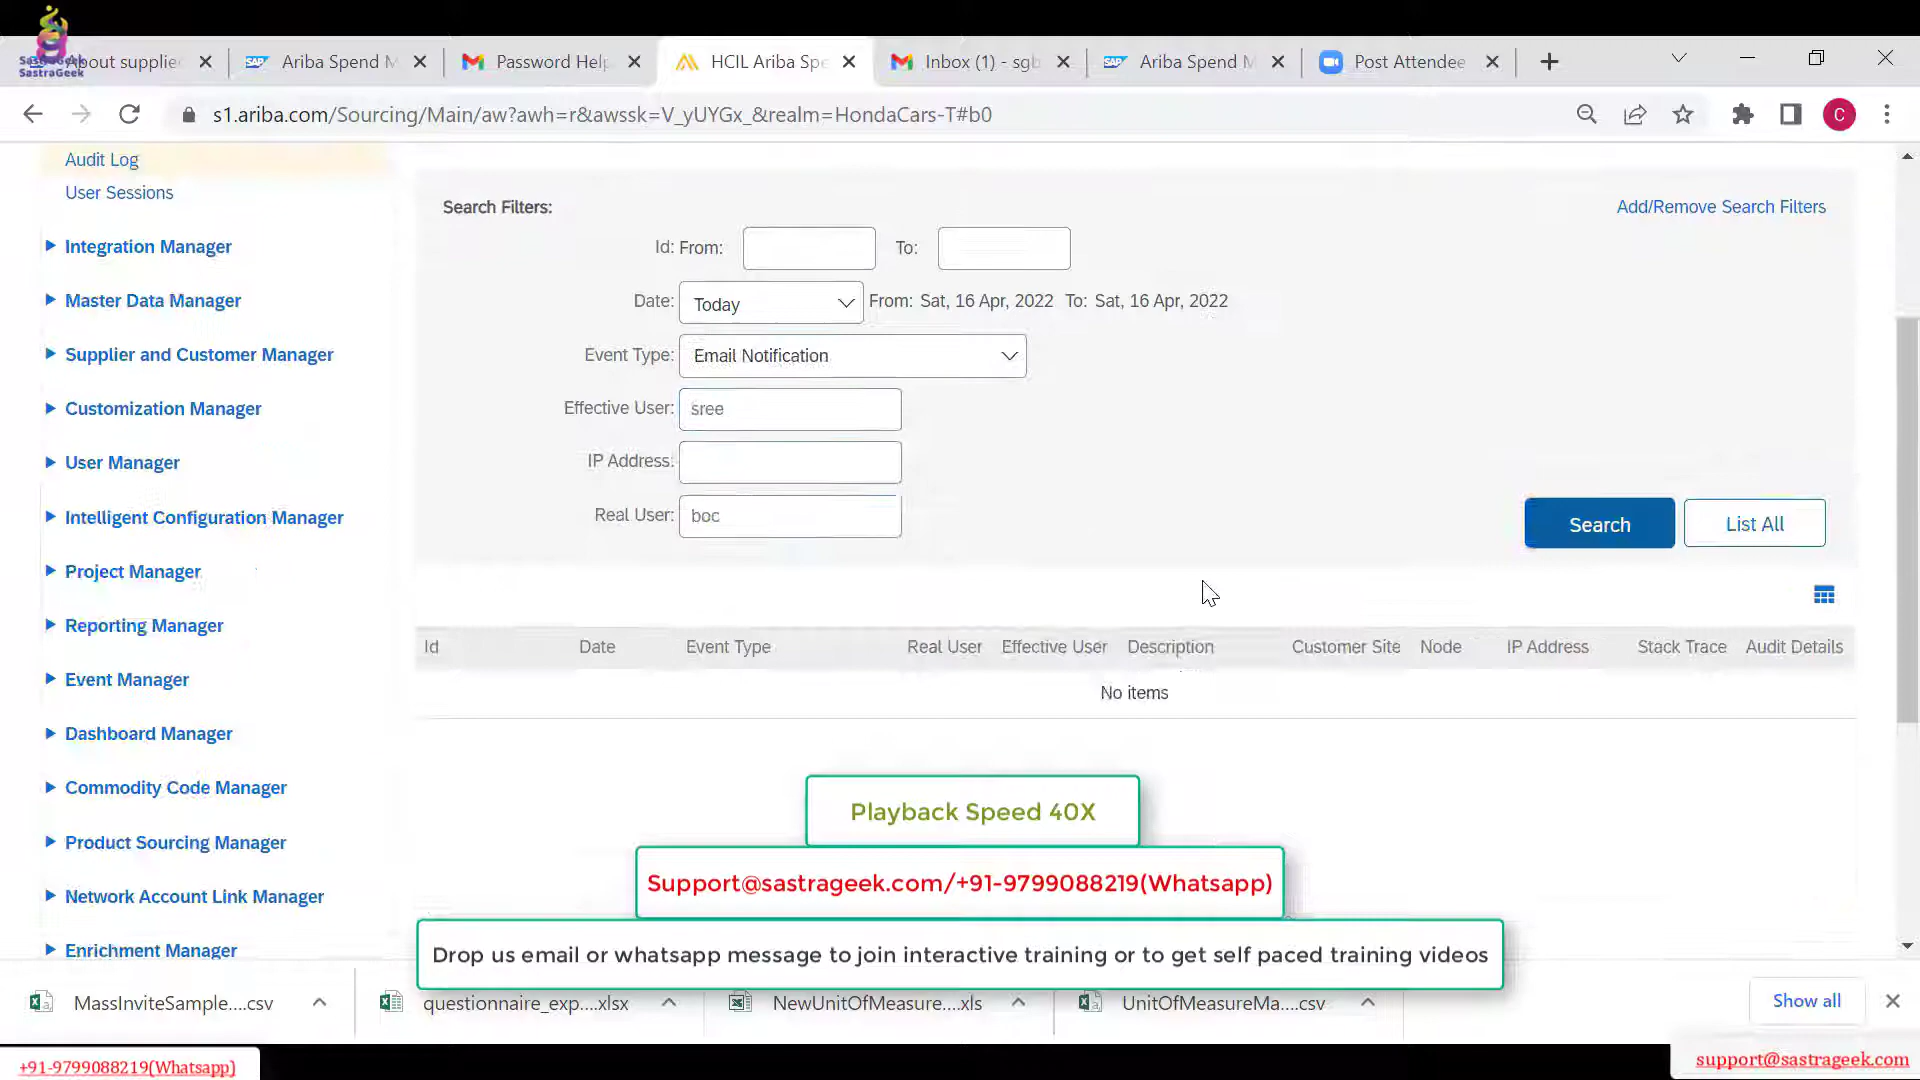 SastraGeek
SastraGeek
About supplie
Ariba Spend M
Password Help
HCIL Ariba Spe
Inbox (1) - sgb
Ariba Spend M
Post Attendee
s1.ariba.com/Sourcing/Main/aw?awh=r&awssk=V_yUYGx_&realm=HondaCars-T#b0
C
Audit Log
User Sessions
Integration Manager
Master Data Manager
Supplier and Customer Manager
Customization Manager
User Manager
Intelligent Configuration Manager
Project Manager
Reporting Manager
Event Manager
Dashboard Manager
Commodity Code Manager
Product Sourcing Manager
Network Account Link Manager
Enrichment Manager
Search Filters:
Add/Remove Search Filters
Id: From: To:
Date: Today From: Sat, 16 Apr, 2022 To: Sat, 16 Apr, 2022
Event Type: Email Notification
Effective User: sree
IP Address:
Real User: boc
Search List All
Id Date Event Type Real User Effective User Description Customer Site Node IP Address Stack Trace Audit Details
No items
Playback Speed 40X
Support@sastrageek.com/+91-9799088219(Whatsapp)
Drop us email or whatsapp message to join interactive training or to get self paced training videos
MassInviteSample....csv
questionnaire_exp....xlsx
NewUnitOfMeasure....xls
UnitOfMeasureMa....csv
Show all
+91-9799088219(Whatsapp)
support@sastrageek.com